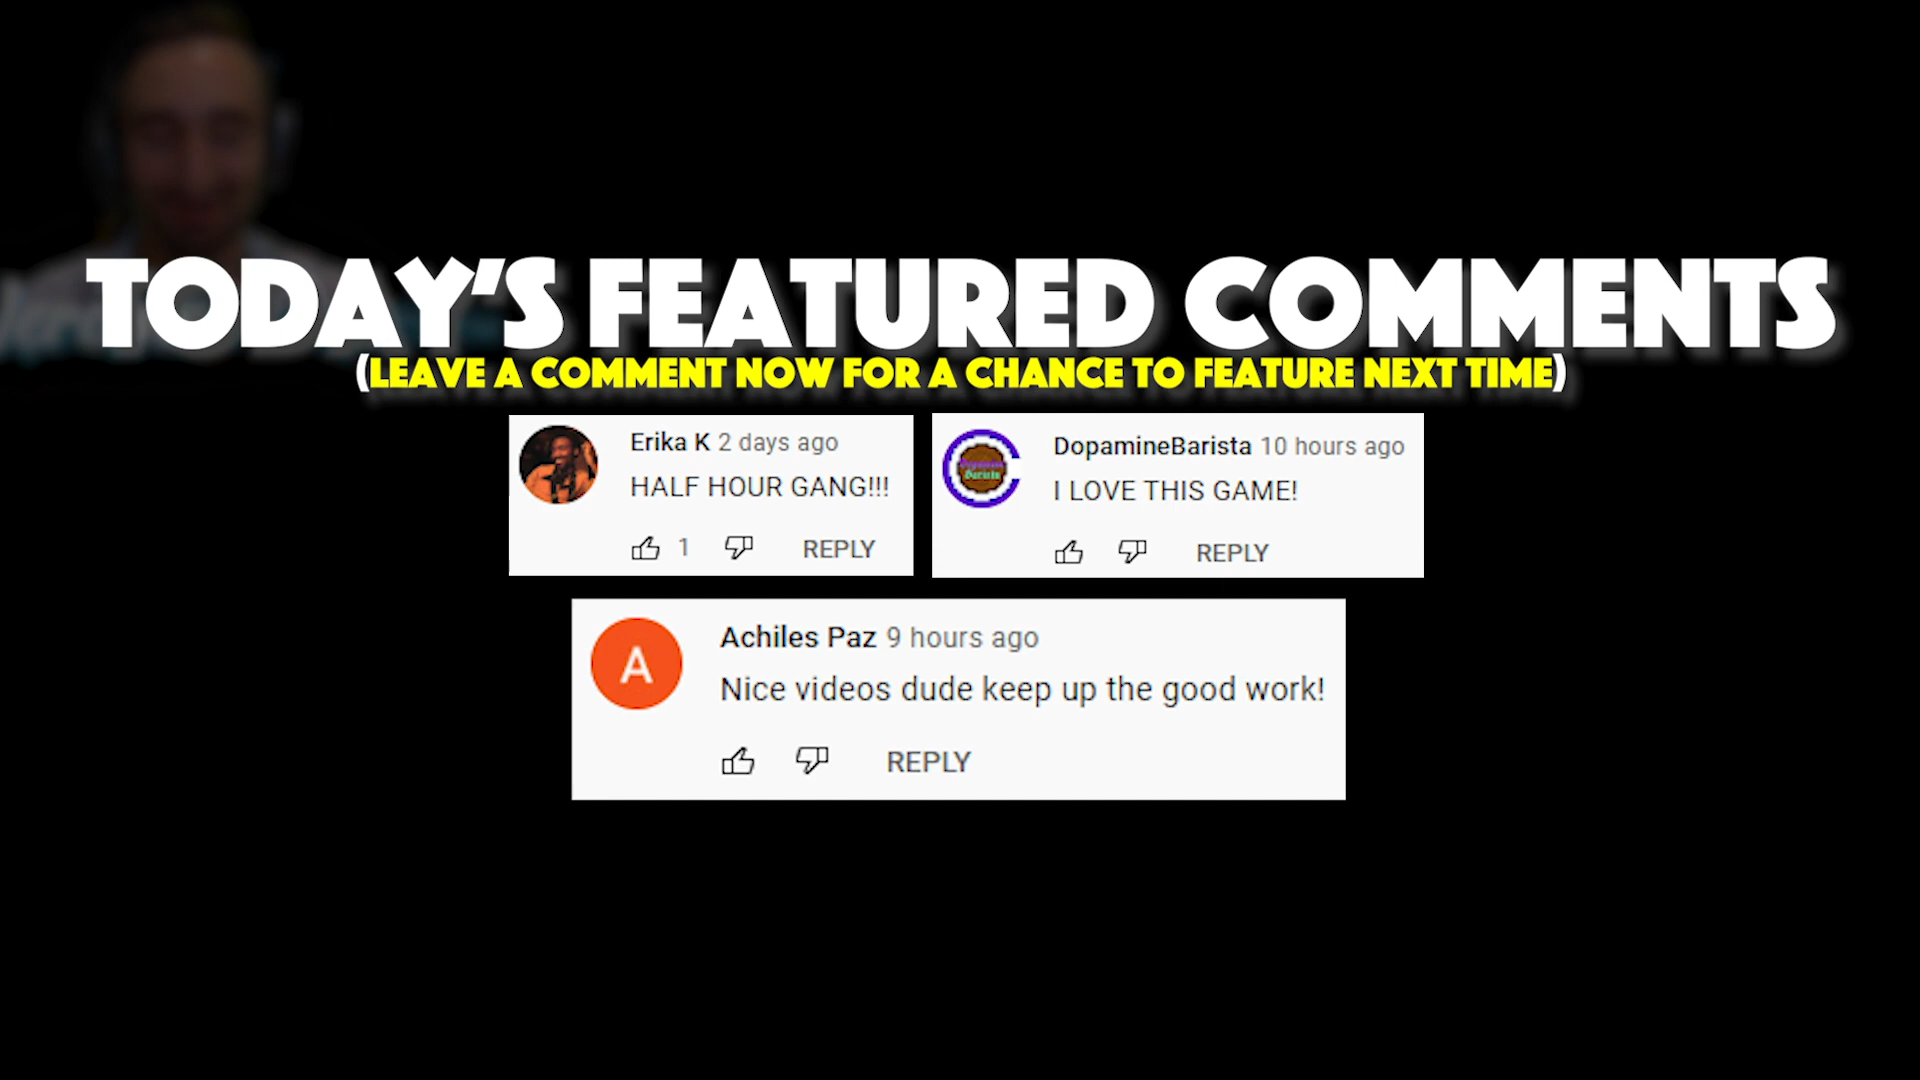 TODAY'S FEATURED COMMENTS
(LEAVE A COMMENT NOW FOR A CHANCE TO FEATURE NEXT TIME)
Erika K 2 days ago
HALF HOUR GANG!!!
1 REPLY
DopamineBarista 10 hours ago
Dopamine
Barista
I LOVE THIS GAME!
REPLY
A
Achiles Paz 9 hours ago
Nice videos dude keep up the good work!
REPLY